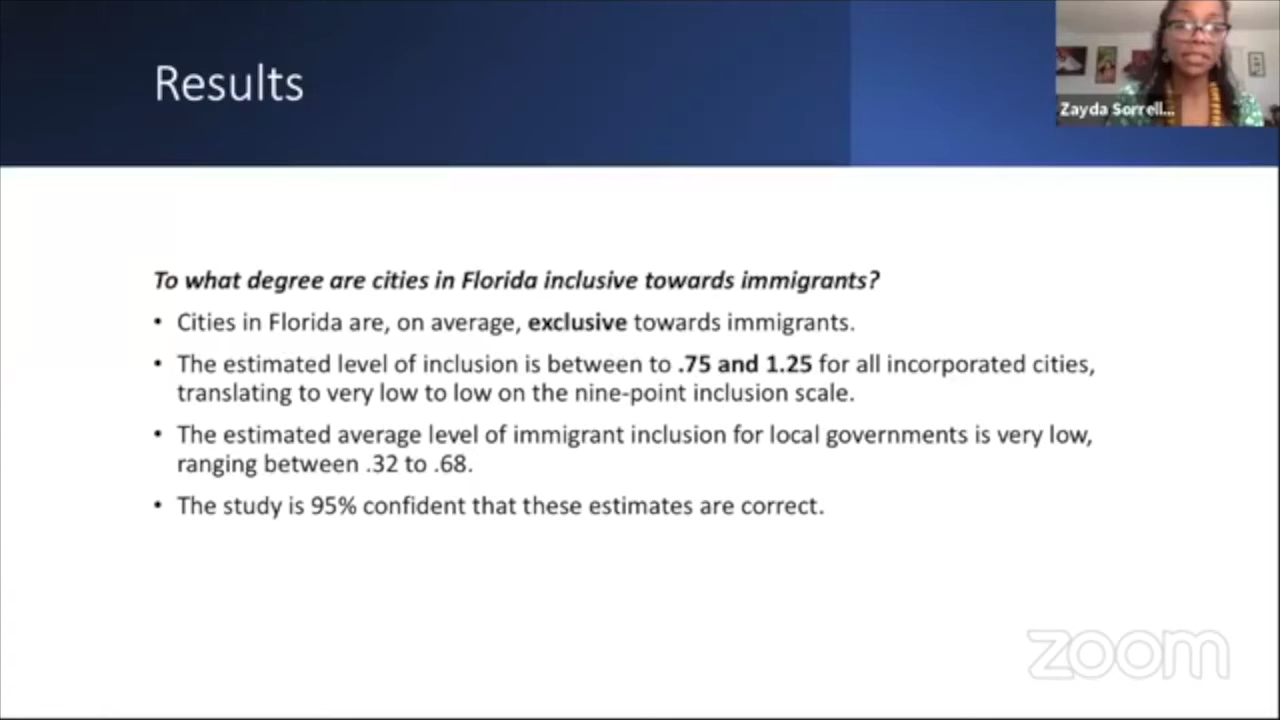 Results
Zayda Sorrell...
To what degree are cities in Florida inclusive towards immigrants?
• Cities in Florida are, on average, exclusive towards immigrants.
• The estimated level of inclusion is between to .75 and 1.25 for all incorporated cities,
translating to very low to low on the nine-point inclusion scale.
• The estimated average level of immigrant inclusion for local governments is very low,
ranging between .32 to .68.
• The study is 95% confident that these estimates are correct.
zoom